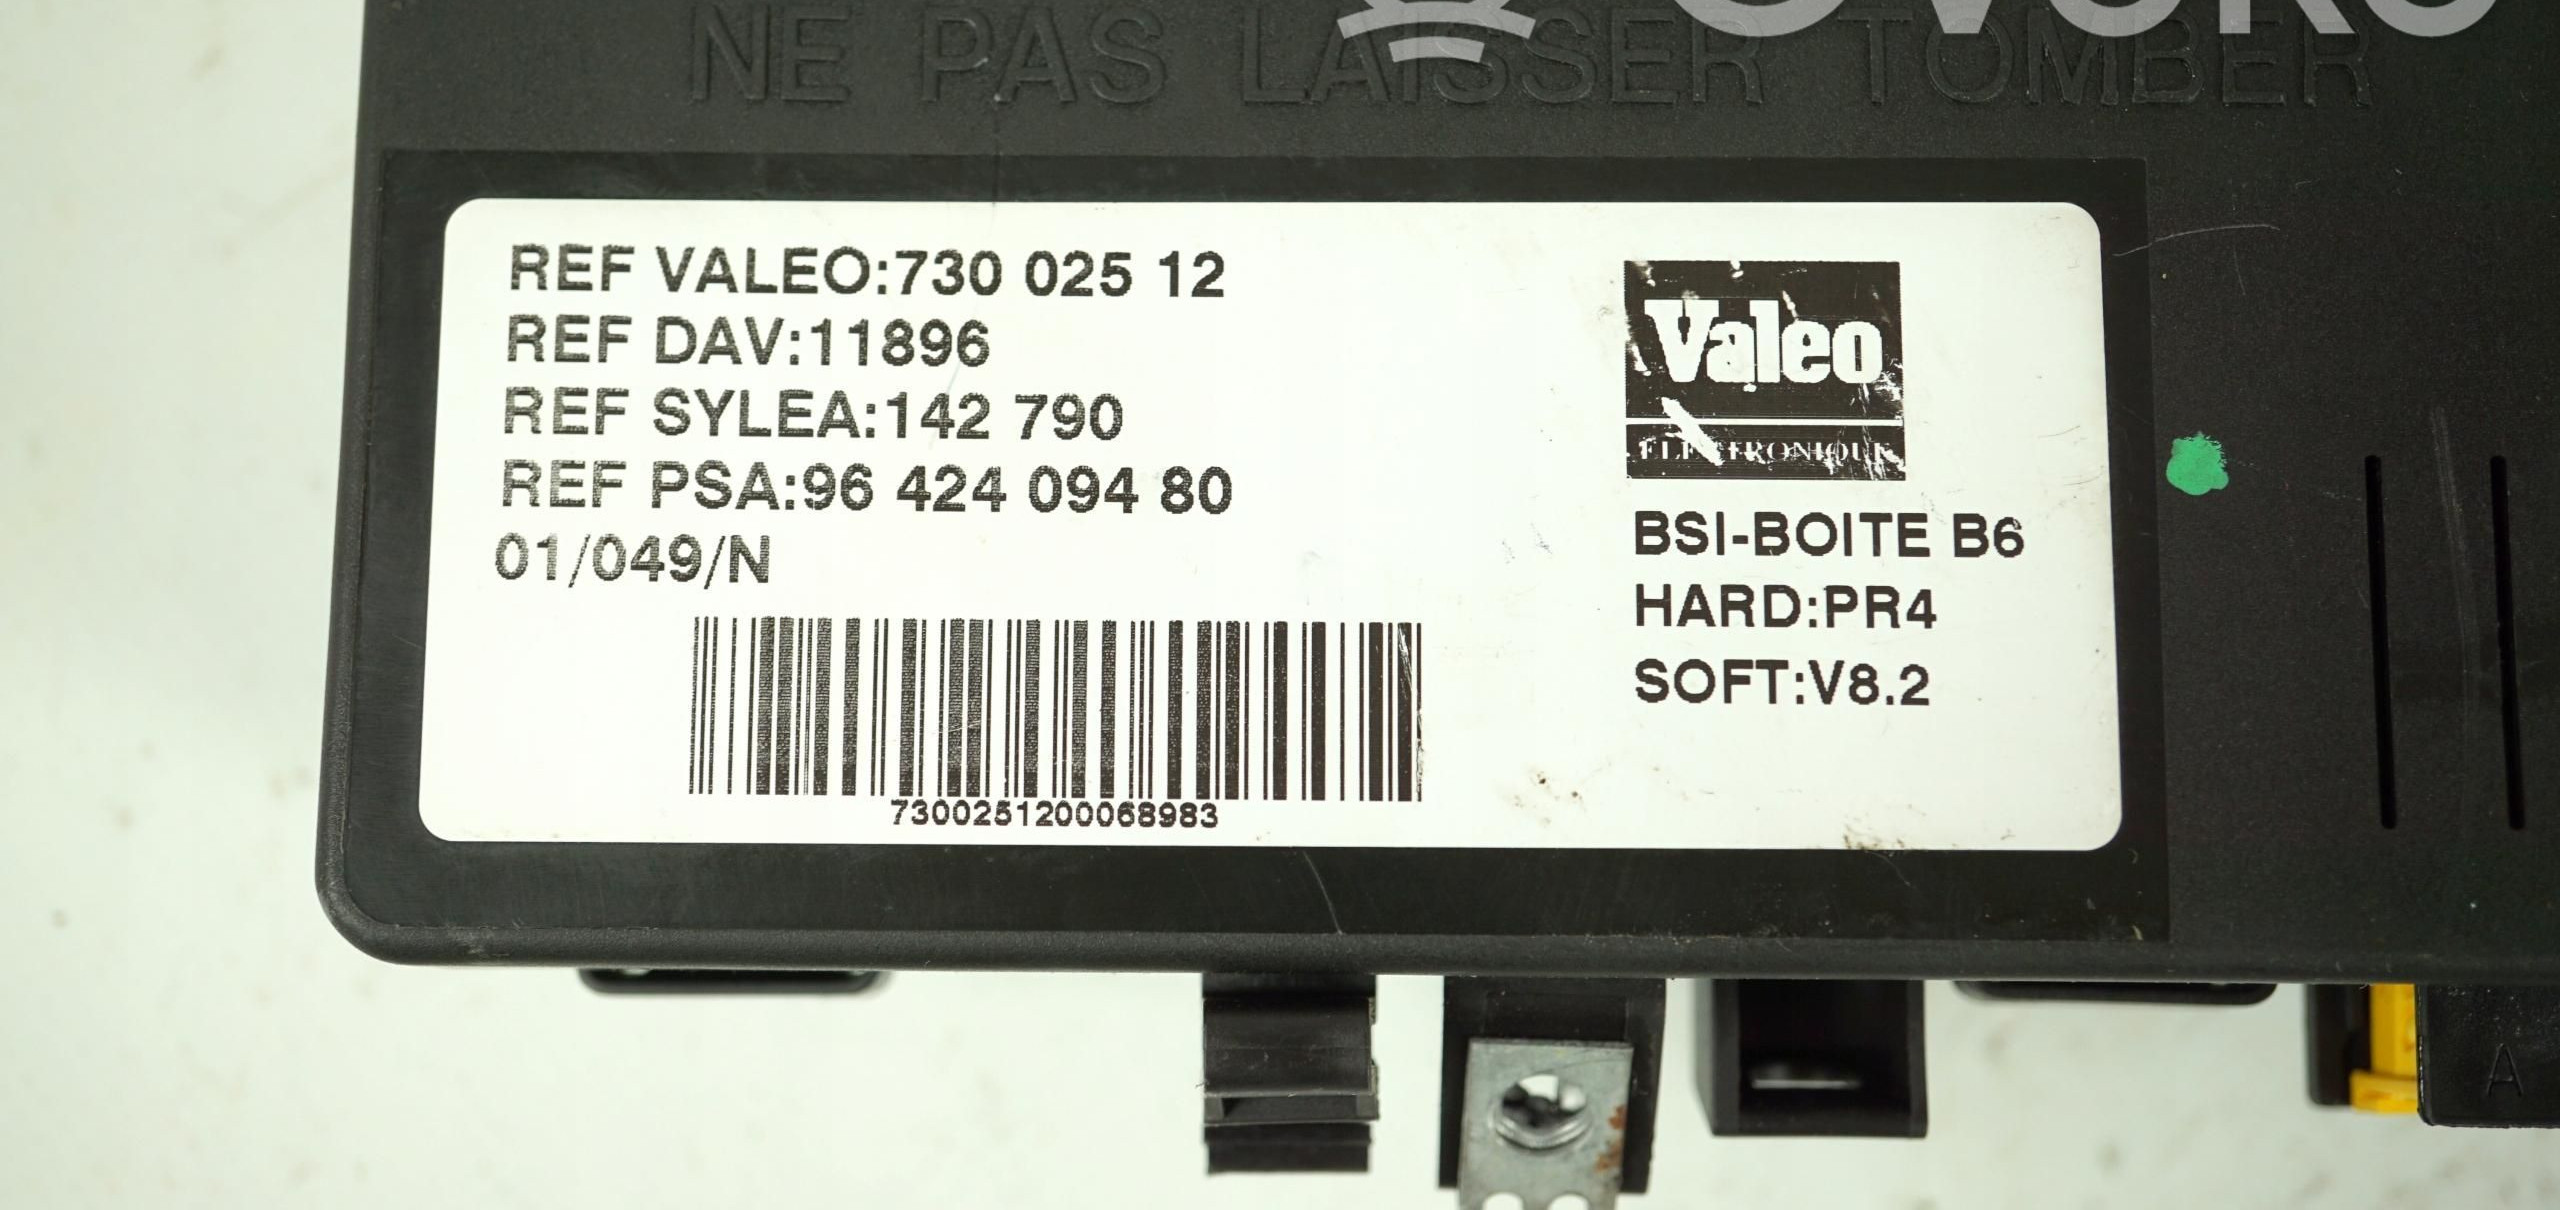 NE PAS LAISSER TOMBER
REF VALEO:730 025 12
REF DAV:11896
REF SYLEA:142 790
REF PSA:96 424 094 80
01/049/N
7300251200068983
Valeo
ELECTRONIQUE
BSI-BOITE B6
HARD:PR4
SOFT:V8.2
A